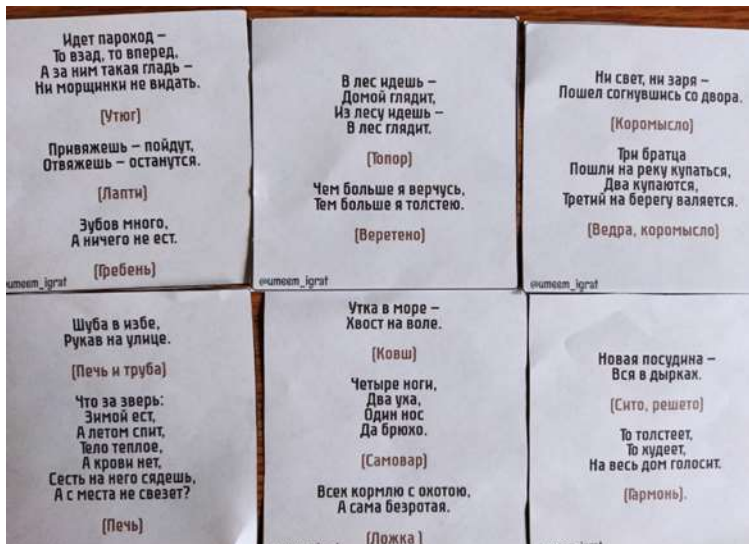 Идет пароход –
То взад, то вперед,
А за ним такая гладь –
Ни морщинки не видать.
(Утюг)
Привяжешь – пойдут,
Отвяжешь – останутся.
(Лапти)
Зубов много,
А ничего не ест.
(Гребень)
umeem_igrat
В лес идешь –
Домой глядит,
Из лесу идешь –
В лес глядит.
(Топор)
Чем больше я верчусь,
Тем больше я толстею.
(Веретено)
@umeem_igrat
Ни свет, ни заря –
Пошел согнувшись со двора.
(Коромысло)
Три братца
Пошли на реку купаться,
Два купаются,
Третий на берегу валяется.
(Ведра, коромысло)
@umeem_igrat
Шуба в избе,
Рукав на улице.
(Печь и труба)
Что за зверь:
Зимой ест,
А летом спит,
Тело теплое,
А крови нет,
Сесть на него сядешь,
А с места не свезет?
(Печь)
Утка в море –
Хвост на воле.
(Ковш)
Четыре ноги,
Два уха,
Один нос
Да брюхо.
(Самовар)
Всех кормлю с охотою,
А сама безротая.
(Ложка )
Новая посудина –
Вся в дырках.
(Сито, решето)
То толстеет,
То худеет,
На весь дом голосит.
(Гармонь).